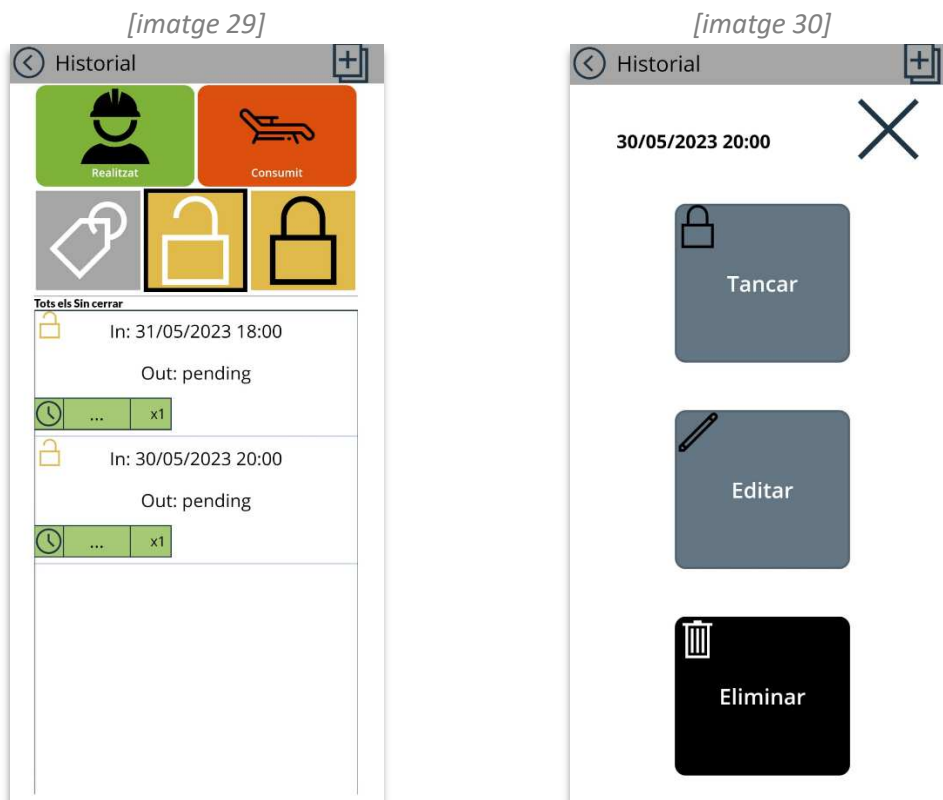 [imatge 29]
Historial
Realitzat
Consumit
Tots els Sin cerrar
In: 31/05/2023 18:00
Out: pending
... x1
In: 30/05/2023 20:00
Out: pending
... x1
[imatge 30]
Historial
30/05/2023 20:00
Tancar
Editar
Eliminar